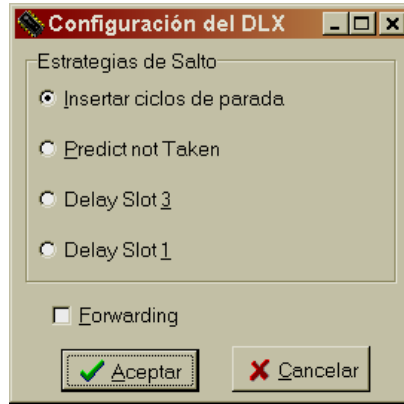 Configuración del DLX
Estrategias de Salto
Insertar ciclos de parada
Predict not Taken
Delay Slot 3
Delay Slot 1
Forwarding
Aceptar
Cancelar